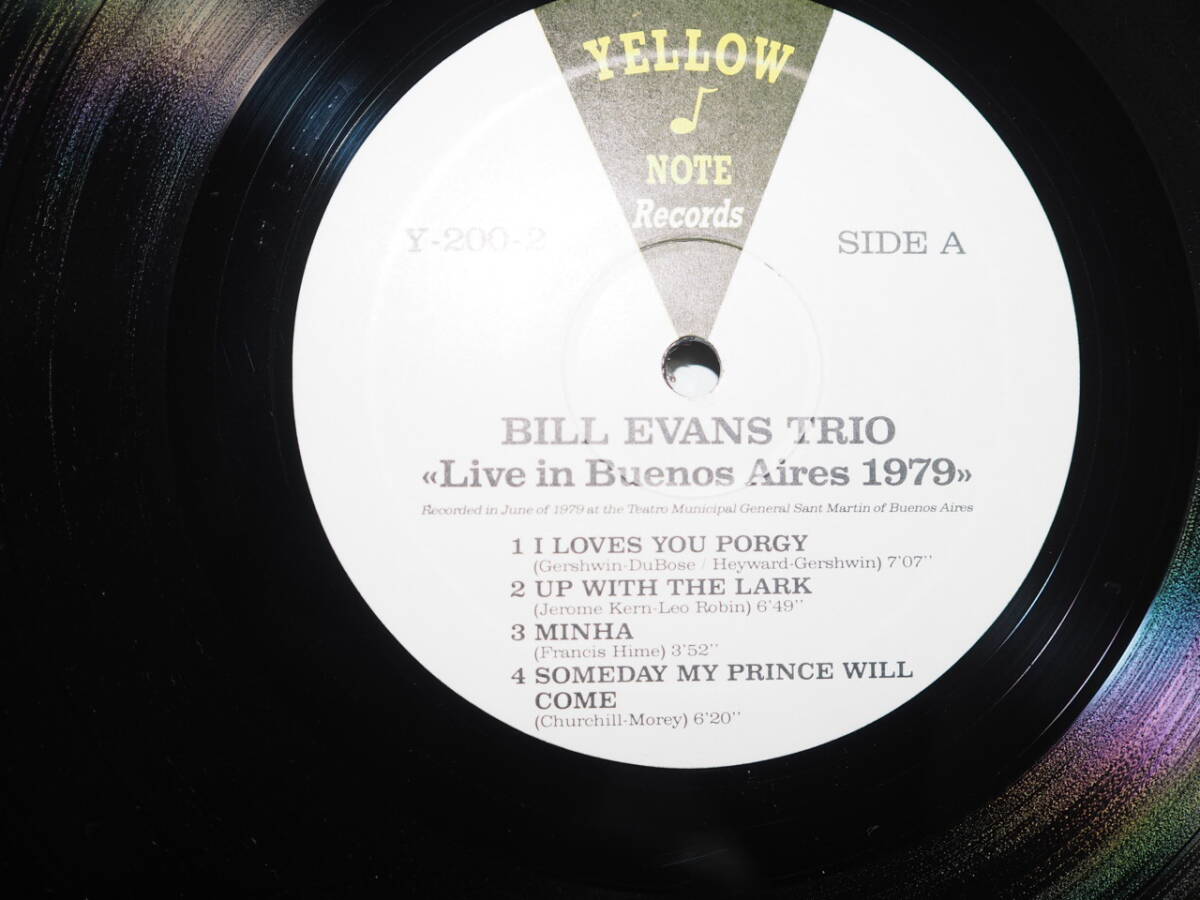 YELLOW
NOTE
Records
Y-200-2
SIDE A
BILL EVANS TRIO
«Live in Buenos Aires 1979»
Recorded in June of 1979 at the Teatro Municipal General Sant Martin of Buenos Aires
1 I LOVES YOU PORGY
(Gershwin-DuBose / Heyward-Gershwin) 7'07''
2 UP WITH THE LARK
(Jerome Kern-Leo Robin) 6'49''
3 MINHA
(Francis Hime) 3'52''
4 SOMEDAY MY PRINCE WILL
COME
(Churchill-Morey) 6'20''